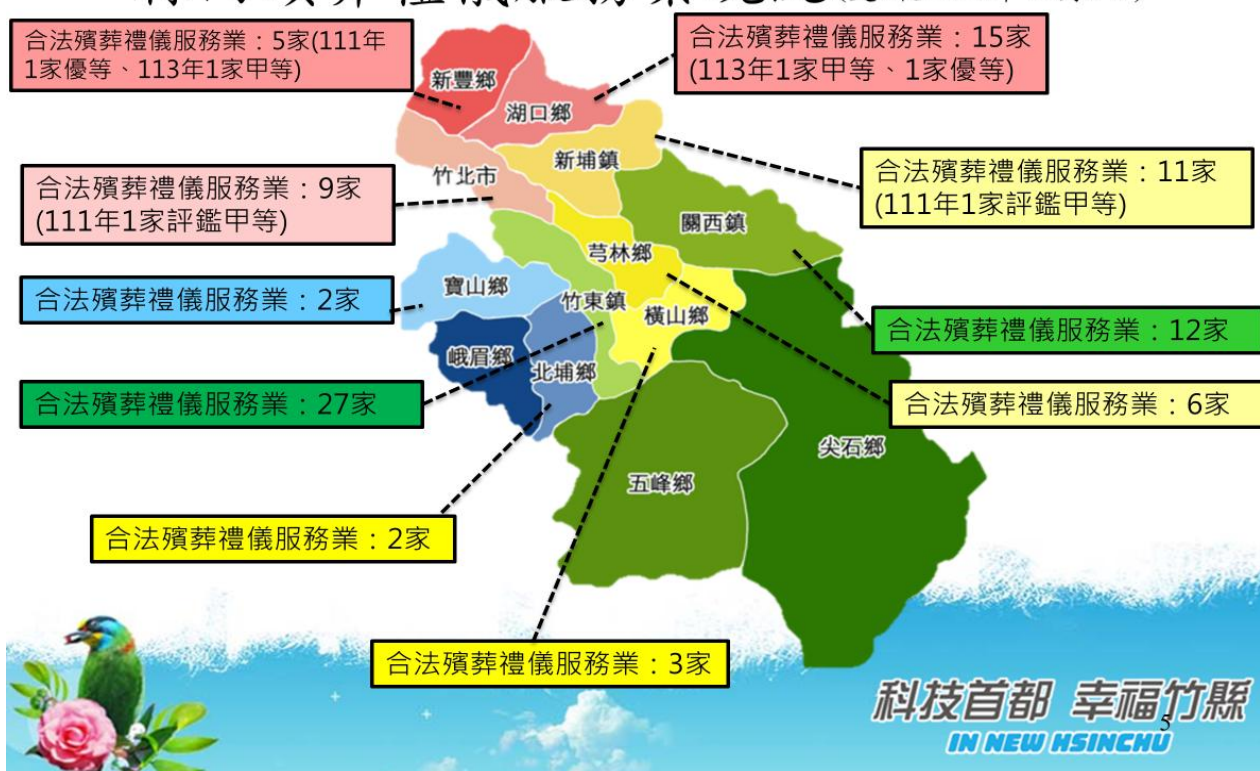 合法殯葬禮儀服務業：5家(111年
1家優等、113年1家甲等)
合法殯葬禮儀服務業：15家
(113年1家甲等、1家優等)
新豐鄉
湖口鄉
新埔鎮
竹北市
合法殯葬禮儀服務業：9家
(111年1家評鑑甲等)
合法殯葬禮儀服務業：11家
(111年1家評鑑甲等)
關西鎮
芎林鄉
寶山鄉
竹東鎮
橫山鄉
合法殯葬禮儀服務業：2家
合法殯葬禮儀服務業：12家
峨眉鄉
北埔鄉
合法殯葬禮儀服務業：27家
合法殯葬禮儀服務業：6家
尖石鄉
五峰鄉
合法殯葬禮儀服務業：2家
合法殯葬禮儀服務業：3家
科技首都 幸福竹縣
5
IN NEW HSINCHU